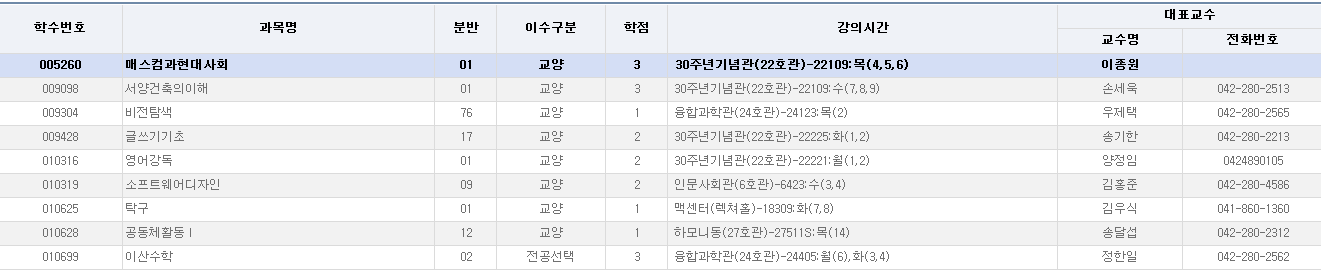 학수번호 과목명 분반 이수구분 학점 강의시간 대표교수
교수명 전화번호
005260 매스컴과현대사회 01 교양 3 30주년기념관(22호관)-22109:목(4,5,6) 이종원
009098 서양건축의이해 01 교양 3 30주년기념관(22호관)-22109:수(7,8,9) 손세욱 042-280-2513
009304 비전탐색 76 교양 1 융합과학관(24호관)-24123:목(2) 우제택 042-280-2565
009428 글쓰기기초 17 교양 2 30주년기념관(22호관)-22225:화(1,2) 송기한 042-280-2213
010316 영어강독 01 교양 2 30주년기념관(22호관)-22221:월(1,2) 양정임 0424890105
010319 소프트웨어디자인 09 교양 2 인문사회관(6호관)-6423:수(3,4) 김홍준 042-280-4586
010625 탁구 01 교양 1 맥센터(렉쳐홀)-18309:화(7,8) 김우식 041-860-1360
010628 공동체활동Ⅰ 12 교양 1 하모니동(27호관)-27511S:목(14) 송달섭 042-280-2312
010699 이산수학 02 전공선택 3 융합과학관(24호관)-24405:월(6),화(3,4) 정한일 042-280-2562